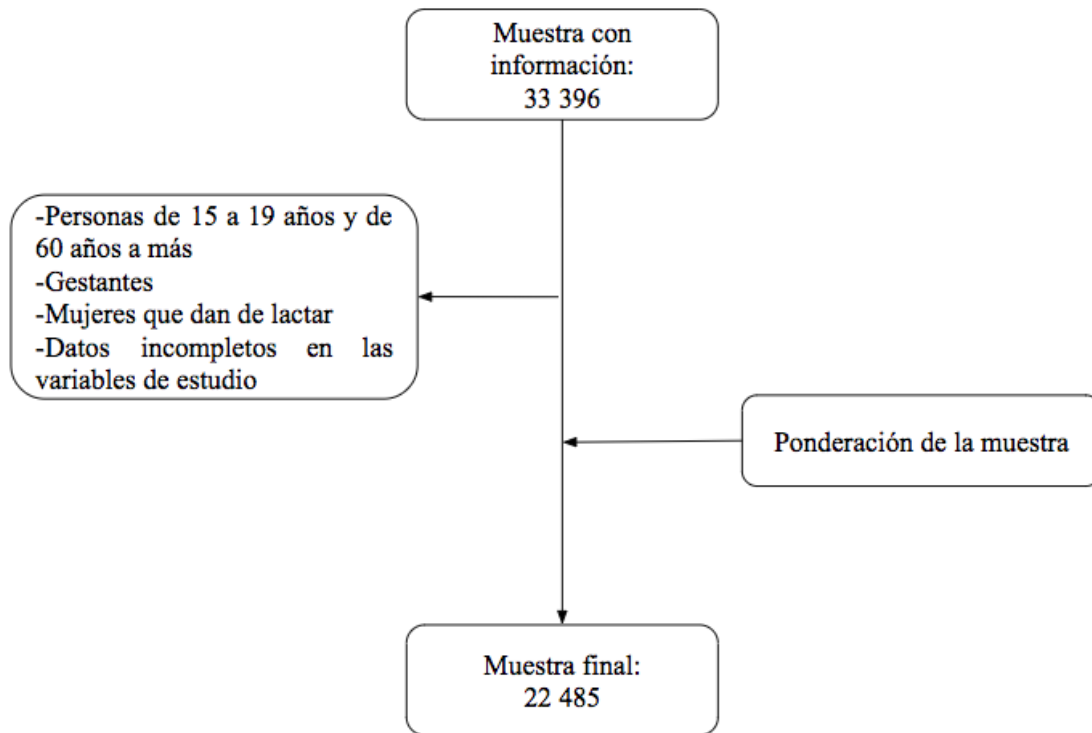 Muestra con
información:
33 396
-Personas de 15 a 19 años y de
60 años a más
-Gestantes
-Mujeres que dan de lactar
-Datos incompletos en las
variables de estudio
Ponderación de la muestra
Muestra final:
22 485